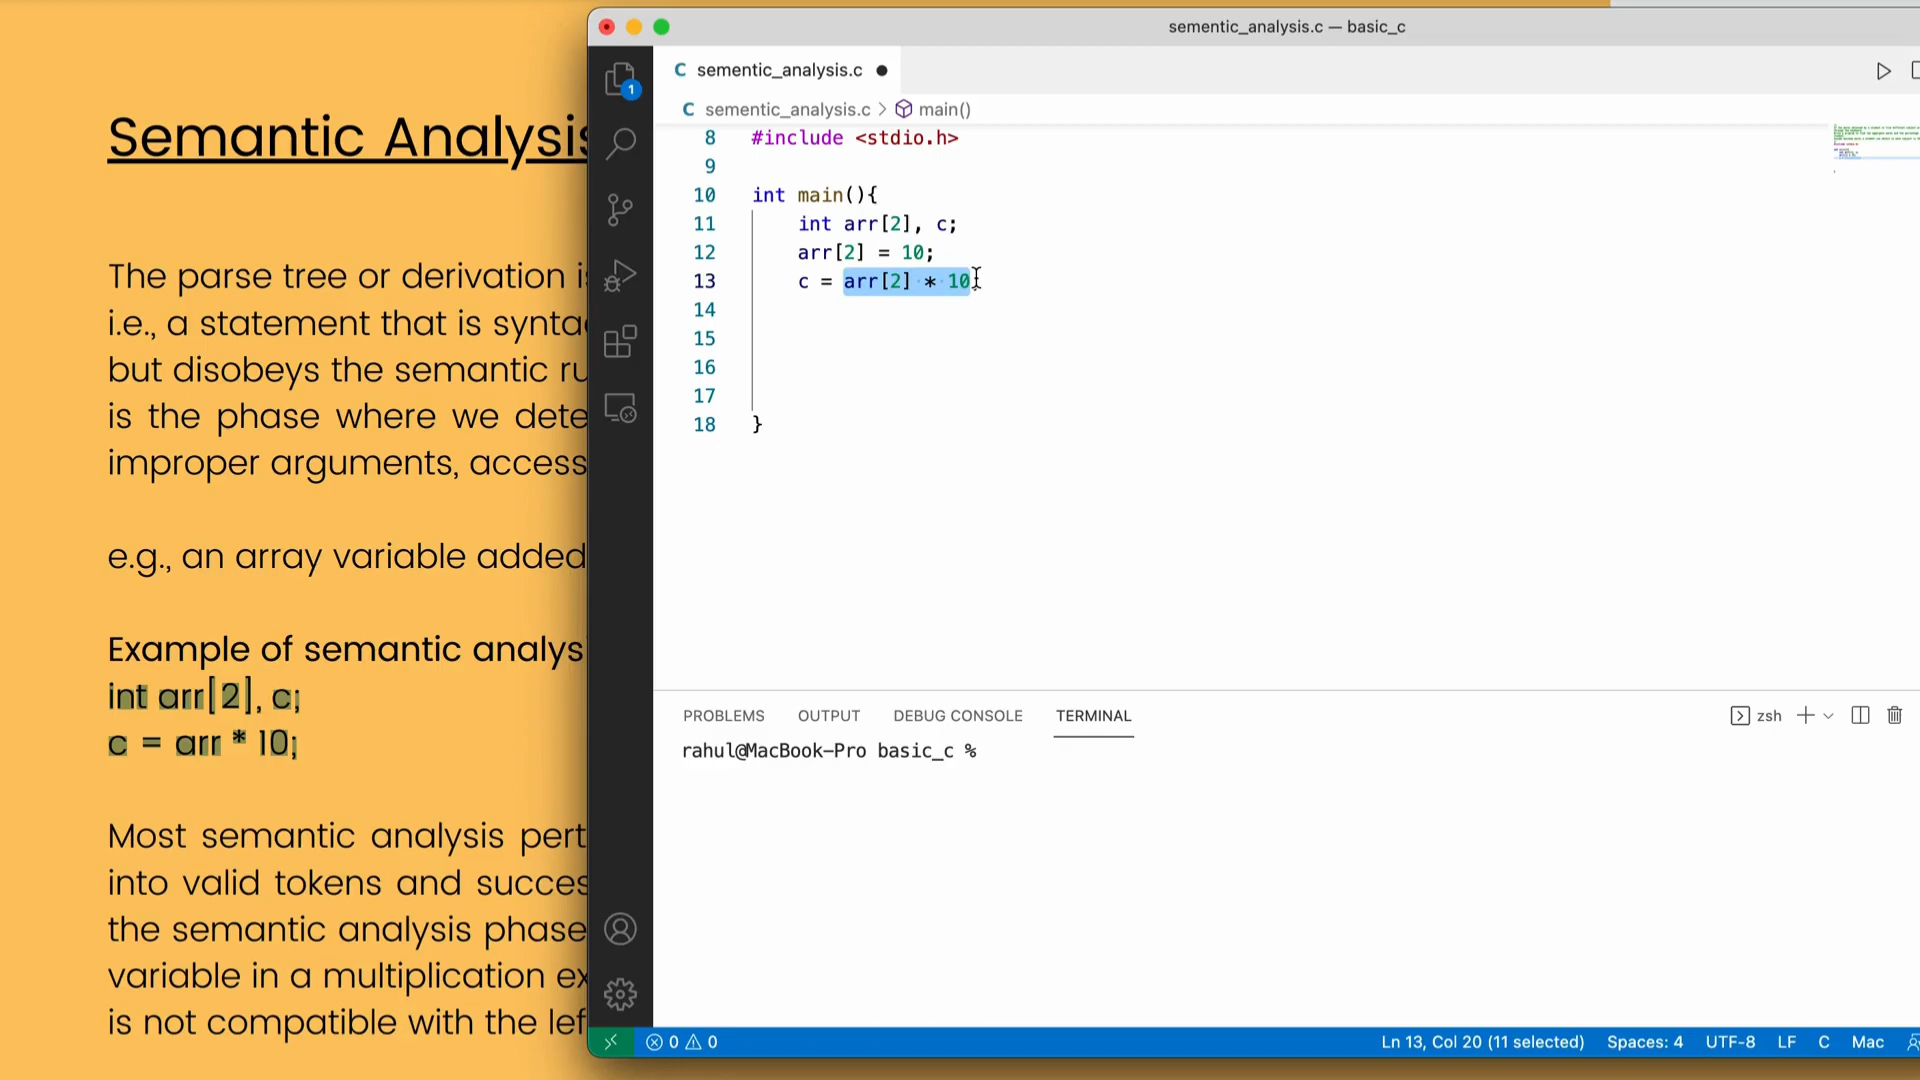 Semantic Analysis
The parse tree or derivation i
i.e., a statement that is synta
but disobeys the semantic ru
is the phase where we dete
improper arguments, access
e.g., an array variable added
Example of semantic analys
int arr[2], c;
c = arr * 10;
Most semantic analysis pert
into valid tokens and succes
the semantic analysis phase
variable in a multiplication ex
is not compatible with the lef
sementic_analysis.c — basic_c
1
C sementic_analysis.c ●
C sementic_analysis.c > main()
8 #include <stdio.h>
9
10 int main(){
11 int arr[2], c;
12 arr[2] = 10;
13 c = arr[2] * 10
14
15
16
17
18 }
PROBLEMS OUTPUT DEBUG CONSOLE TERMINAL zsh
rahul@MacBook-Pro basic_c %
0 0 Ln 13, Col 20 (11 selected) Spaces: 4 UTF-8 LF C Mac